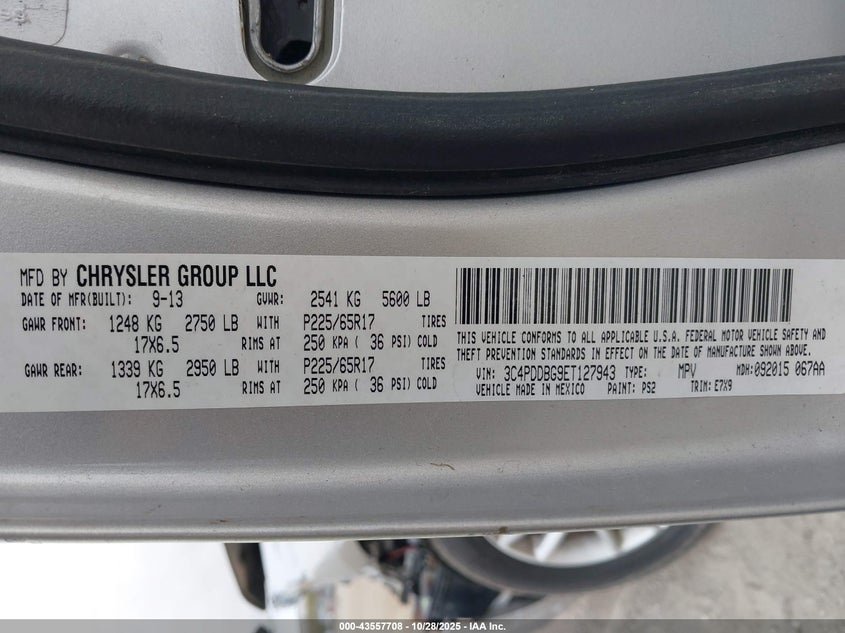 MFD BY CHRYSLER GROUP LLC
DATE OF MFR(BUILT): 9-13 GVWR: 2541 KG 5600 LB
GAWR FRONT: 1248 KG 2750 LB WITH P225/65R17 TIRES
17X6.5 RIMS AT 250 KPA ( 36 PSI) COLD
GAWR REAR: 1339 KG 2950 LB WITH P225/65R17 TIRES
17X6.5 RIMS AT 250 KPA ( 36 PSI) COLD
THIS VEHICLE CONFORMS TO ALL APPLICABLE U.S.A. FEDERAL MOTOR VEHICLE SAFETY AND
THEFT PREVENTION STANDARDS IN EFFECT ON THE DATE OF MANUFACTURE SHOWN ABOVE.
VIN: 3C4PDDBG9ET127943 TYPE: MPV MDH:092015 067AA
VEHICLE MADE IN MEXICO PAINT: PS2 TRIM: E7X9
000-43557708 - 10/28/2025 - IAA Inc.